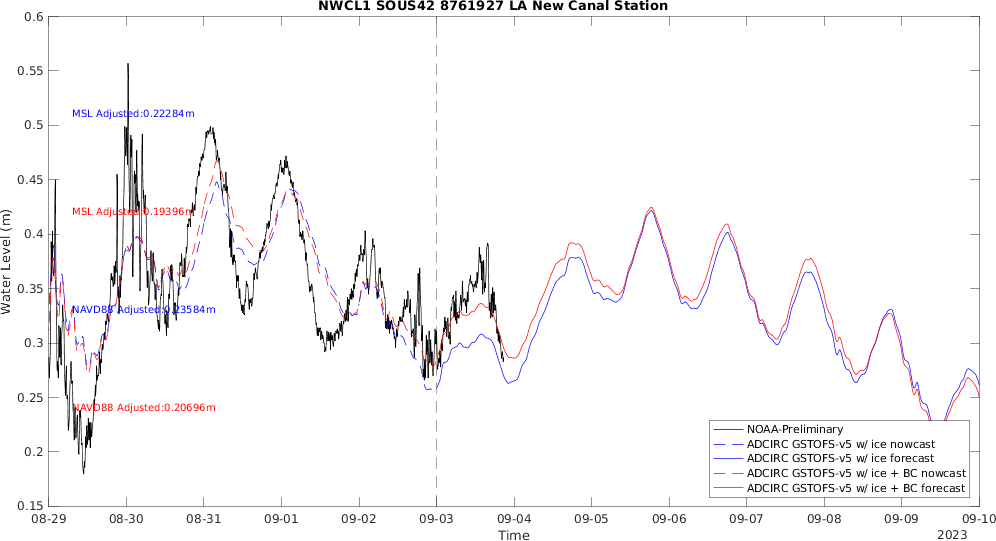 NWCL1 SOUS42 8761927 LA New Canal Station
Water Level (m)
0.6
0.55
0.5
0.45
0.4
0.35
0.3
0.25
0.2
0.15
MSL Adjusted:0.22284m
MSL Adjusted:0.19396m
NAVD88 Adjusted:0.23584m
NAVD88 Adjusted:0.20696m
NOAA-Preliminary
ADCIRC GSTOFS-v5 w/ ice nowcast
ADCIRC GSTOFS-v5 w/ ice forecast
ADCIRC GSTOFS-v5 w/ ice + BC nowcast
ADCIRC GSTOFS-v5 w/ ice + BC forecast
08-29 08-30 08-31 09-01 09-02 09-03 09-04 09-05 09-06 09-07 09-08 09-09 09-10
Time
2023